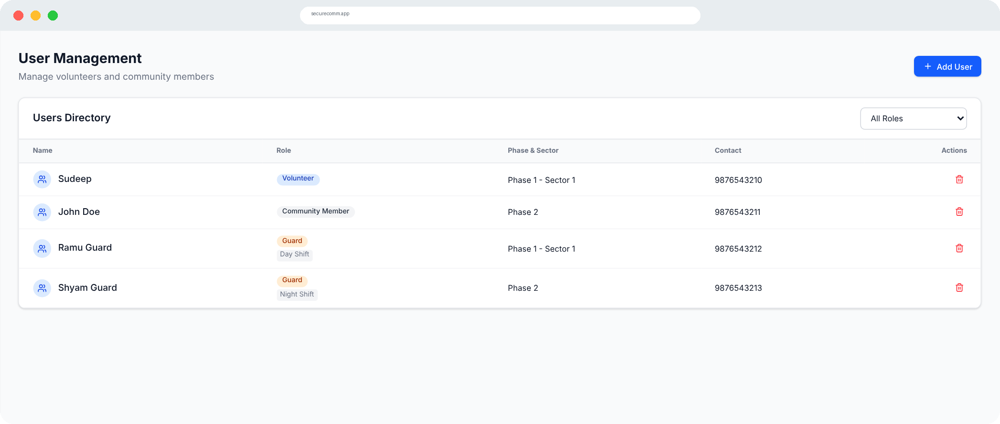 securecomm.app
User Management
Manage volunteers and community members
+ Add User
Users Directory
All Roles
Name Role Phase & Sector Contact Actions
Sudeep Volunteer Phase 1 - Sector 1 9876543210
John Doe Community Member Phase 2 9876543211
Ramu Guard Guard Phase 1 - Sector 1 9876543212
Day Shift
Shyam Guard Guard Phase 2 9876543213
Night Shift